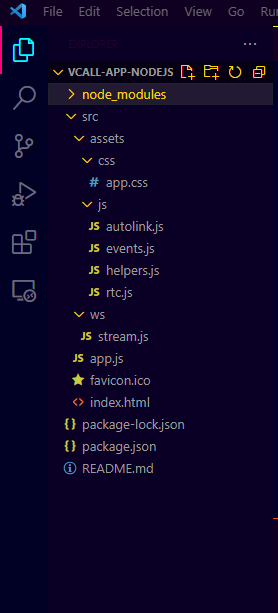 File Edit Selection View Go Ru
EXPLORER ...
VCALL-APP-NODEJS
node_modules
src
assets
css
# app.css
js
JS autolink.js
JS events.js
JS helpers.js
JS rtc.js
ws
JS stream.js
JS app.js
favicon.ico
<> index.html
{} package-lock.json
{} package.json
README.md